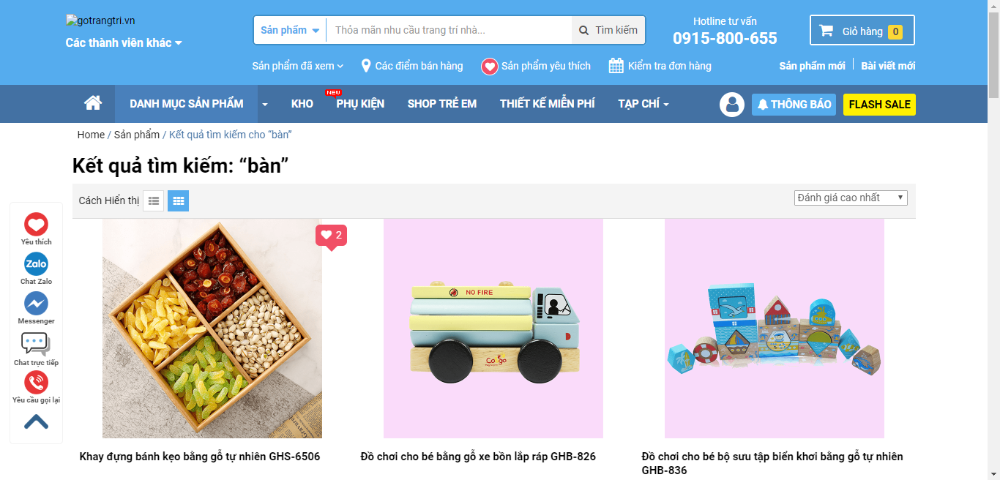 gotrangtri.vn
Các thành viên khác
Sản phẩm
Thỏa mãn nhu cầu trang trí nhà...
Tìm kiếm
Hotline tư vấn
0915-800-655
Giỏ hàng 0
Sản phẩm đã xem
Các điểm bán hàng
Sản phẩm yêu thích
Kiểm tra đơn hàng
Sản phẩm mới
Bài viết mới
DANH MỤC SẢN PHẨM
KHO
NEW
PHỤ KIỆN
SHOP TRẺ EM
THIẾT KẾ MIỄN PHÍ
TẠP CHÍ
THÔNG BÁO
FLASH SALE
Home / Sản phẩm / Kết quả tìm kiếm cho “bàn”
Kết quả tìm kiếm: “bàn”
Cách Hiển thị
Đánh giá cao nhất
Yêu thích
Zalo
Chat Zalo
Messenger
Chat trực tiếp
Yêu cầu gọi lại
2
NO FIRE
Khay đựng bánh kẹo bằng gỗ tự nhiên GHS-6506
Đồ chơi cho bé bằng gỗ xe bồn lắp ráp GHB-826
Đồ chơi cho bé bộ sưu tập biển khơi bằng gỗ tự nhiên
GHB-836